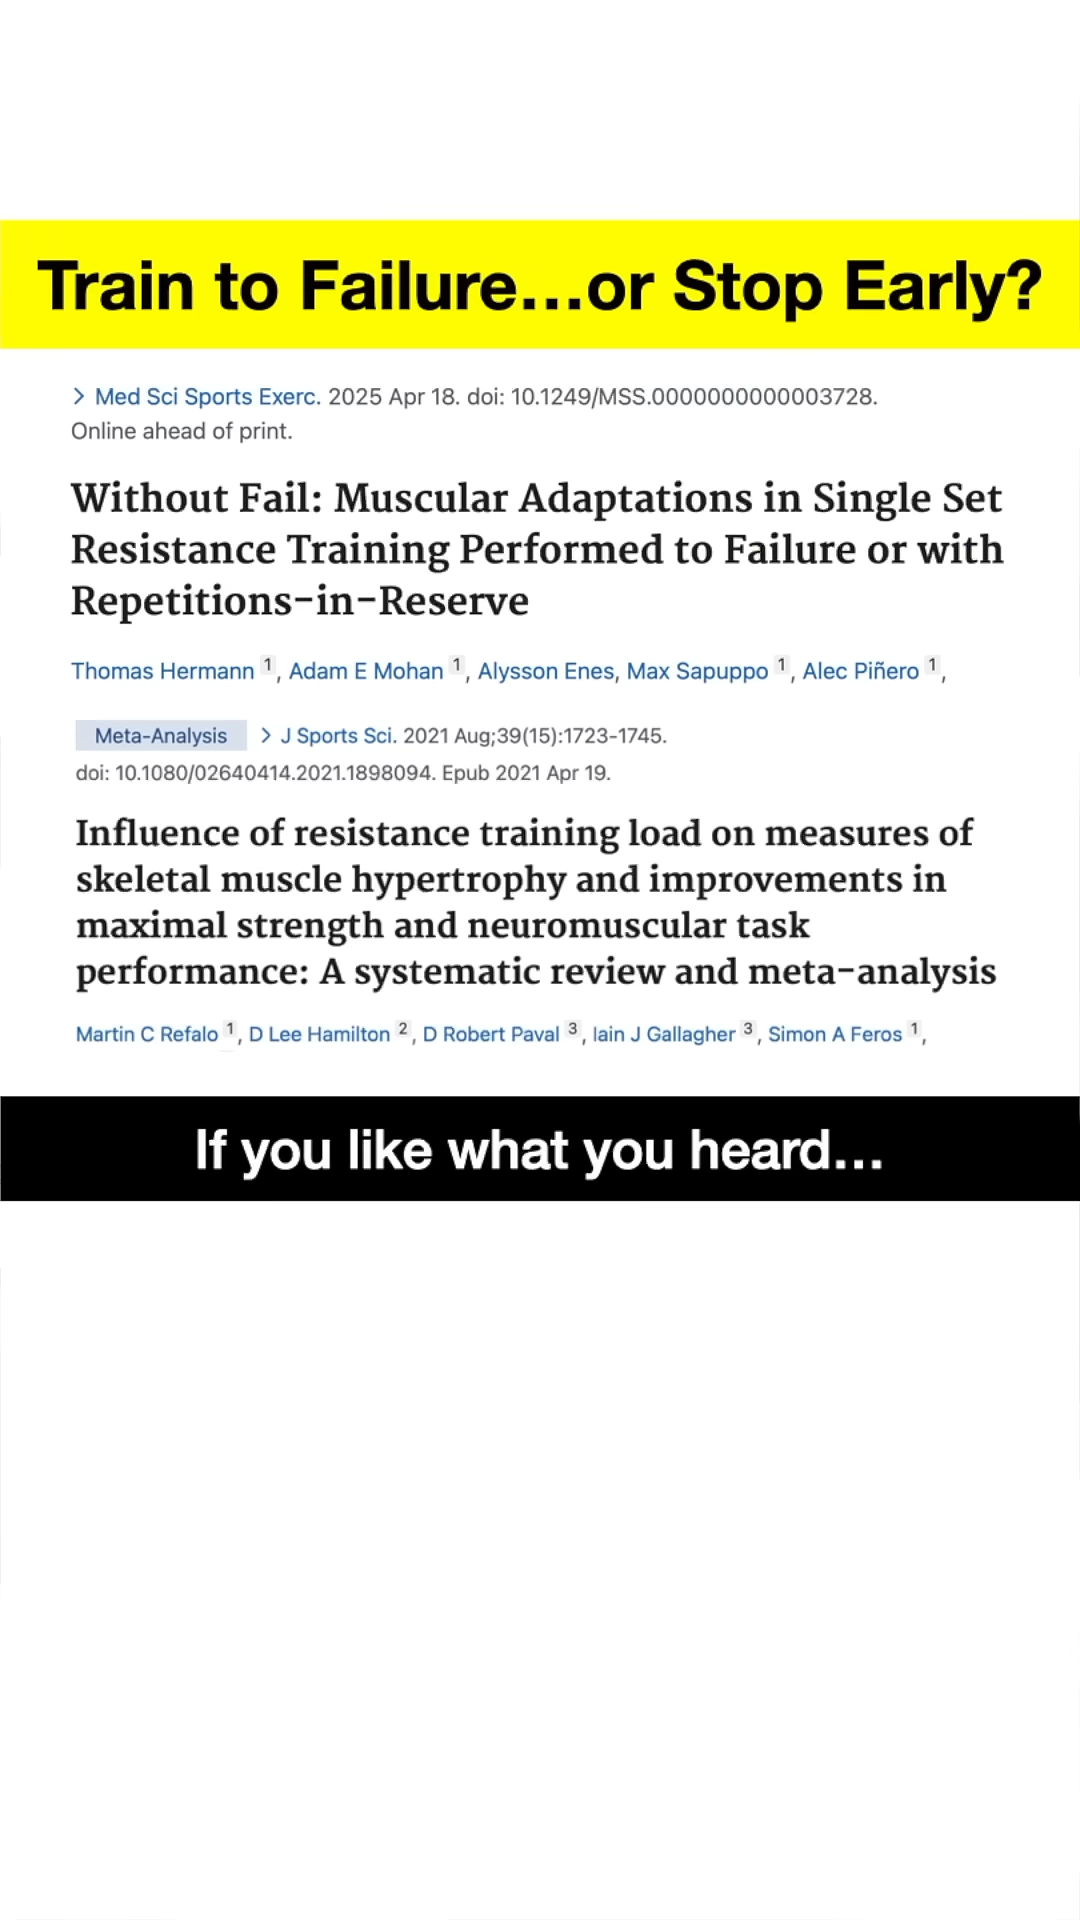 Train to Failure...or Stop Early?
> Med Sci Sports Exerc. 2025 Apr 18. doi: 10.1249/MSS.0000000000003728.
Online ahead of print.
Without Fail: Muscular Adaptations in Single Set
Resistance Training Performed to Failure or with
Repetitions-in-Reserve
Thomas Hermann 1, Adam E Mohan 1, Alysson Enes, Max Sapuppo 1, Alec Piñero 1,
Meta-Analysis > J Sports Sci. 2021 Aug;39(15):1723-1745.
doi: 10.1080/02640414.2021.1898094. Epub 2021 Apr 19.
Influence of resistance training load on measures of
skeletal muscle hypertrophy and improvements in
maximal strength and neuromuscular task
performance: A systematic review and meta-analysis
Martin C Refalo 1, D Lee Hamilton 2, D Robert Paval 3, Iain J Gallagher 3, Simon A Feros 1,
If you like what you heard...